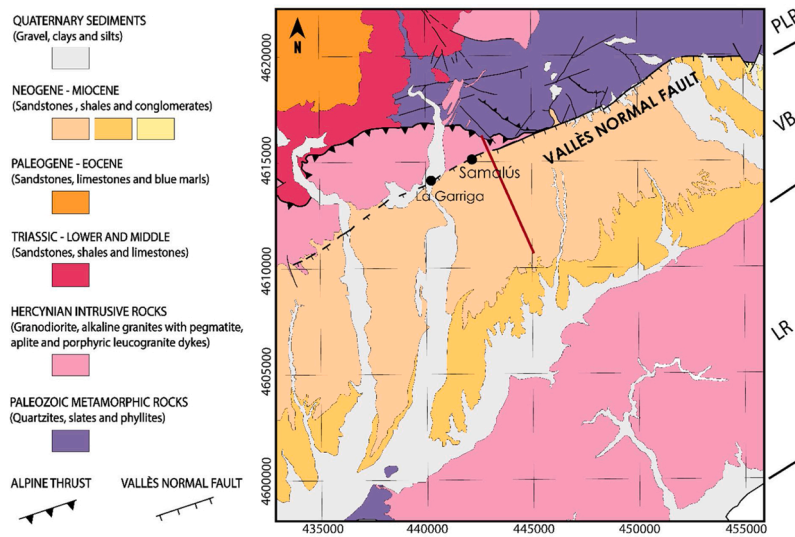 QUATERNARY SEDIMENTS
(Gravel, clays and silts)
NEOGENE - MIOCENE
(Sandstones , shales and conglomerates)
PALEOGENE - EOCENE
(Sandstones, limestones and blue marls)
TRIASSIC - LOWER AND MIDDLE
(Sandstones, shales and limestones)
HERCYNIAN INTRUSIVE ROCKS
(Granodiorite, alkaline granites with pegmatite,
aplite and porphyric leucogranite dykes)
PALEOZOIC METAMORPHIC ROCKS
(Quartzites, slates and phyllites)
ALPINE THRUST
VALLÈS NORMAL FAULT
N
4620000
4615000
4610000
4605000
4600000
435000
440000
445000
450000
455000
VALLÈS NORMAL FAULT
Samalús
La Garriga
PLR
VB
LR